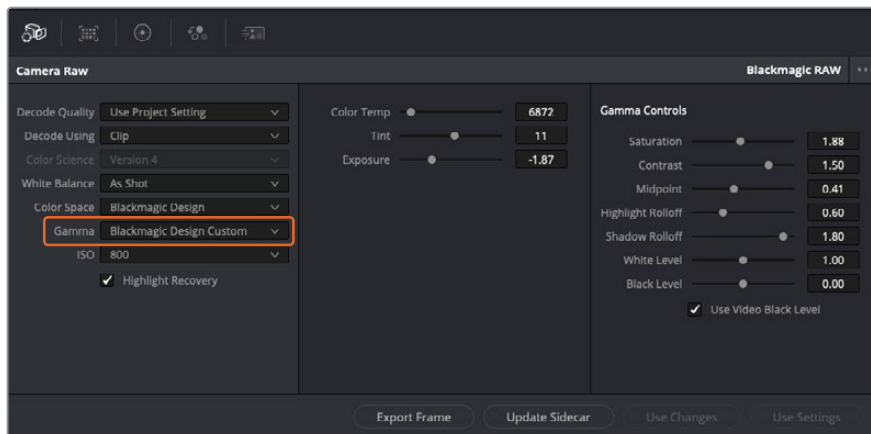 Camera Raw
Blackmagic RAW
Decode Quality Use Project Setting
Decode Using Clip
Color Science Version 4
White Balance As Shot
Color Space Blackmagic Design
Gamma Blackmagic Design Custom
ISO 800
Highlight Recovery
Color Temp 6872
Tint 11
Exposure -1.87
Gamma Controls
Saturation 1.88
Contrast 1.50
Midpoint 0.41
Highlight Rolloff 0.60
Shadow Rolloff 1.80
White Level 1.00
Black Level 0.00
Use Video Black Level
Export Frame
Update Sidecar
Use Changes
Use Settings